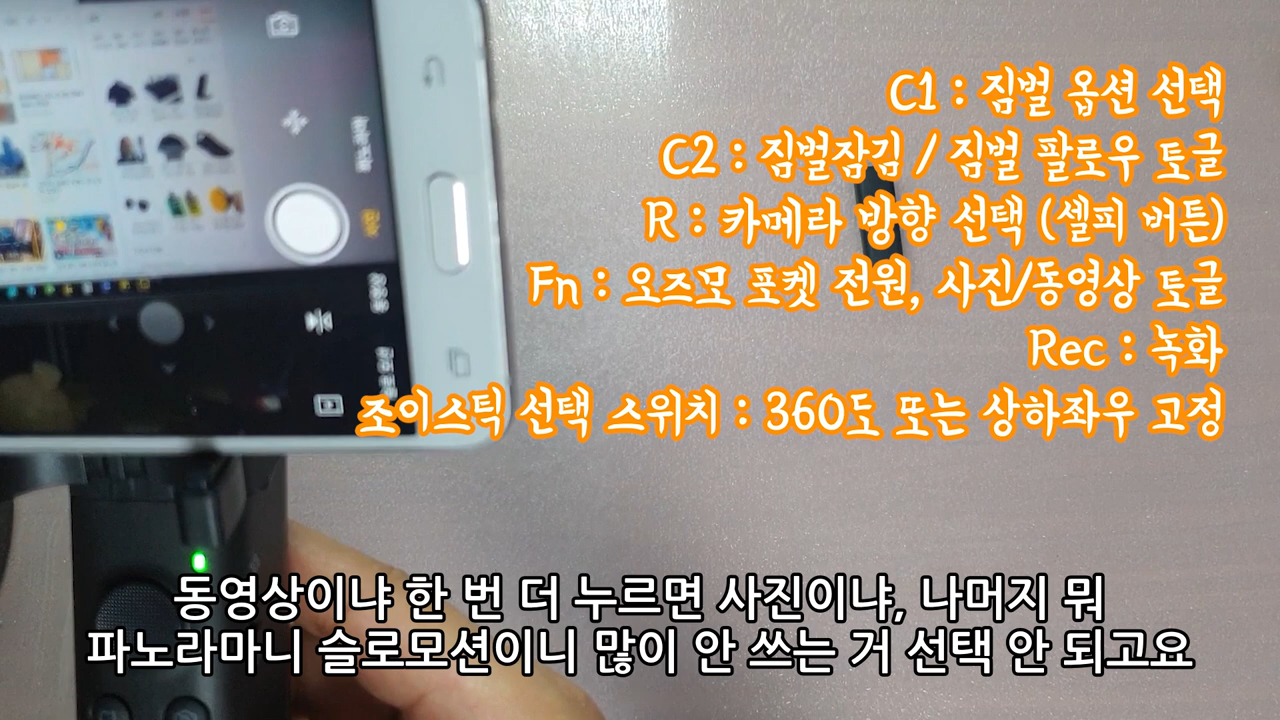 C1 : 짐벌 옵션 선택
C2 : 짐벌잠김 / 짐벌 팔로우 토글
R : 카메라 방향 선택 (셀피 버튼)
Fn : 오즈모 포켓 전원, 사진/동영상 토글
Rec : 녹화
조이스틱 선택 스위치 : 360도 또는 상하좌우 고정
동영상이냐 한 번 더 누르면 사진이냐, 나머지 뭐
파노라마니 슬로모션이니 많이 안 쓰는 거 선택 안 되고요